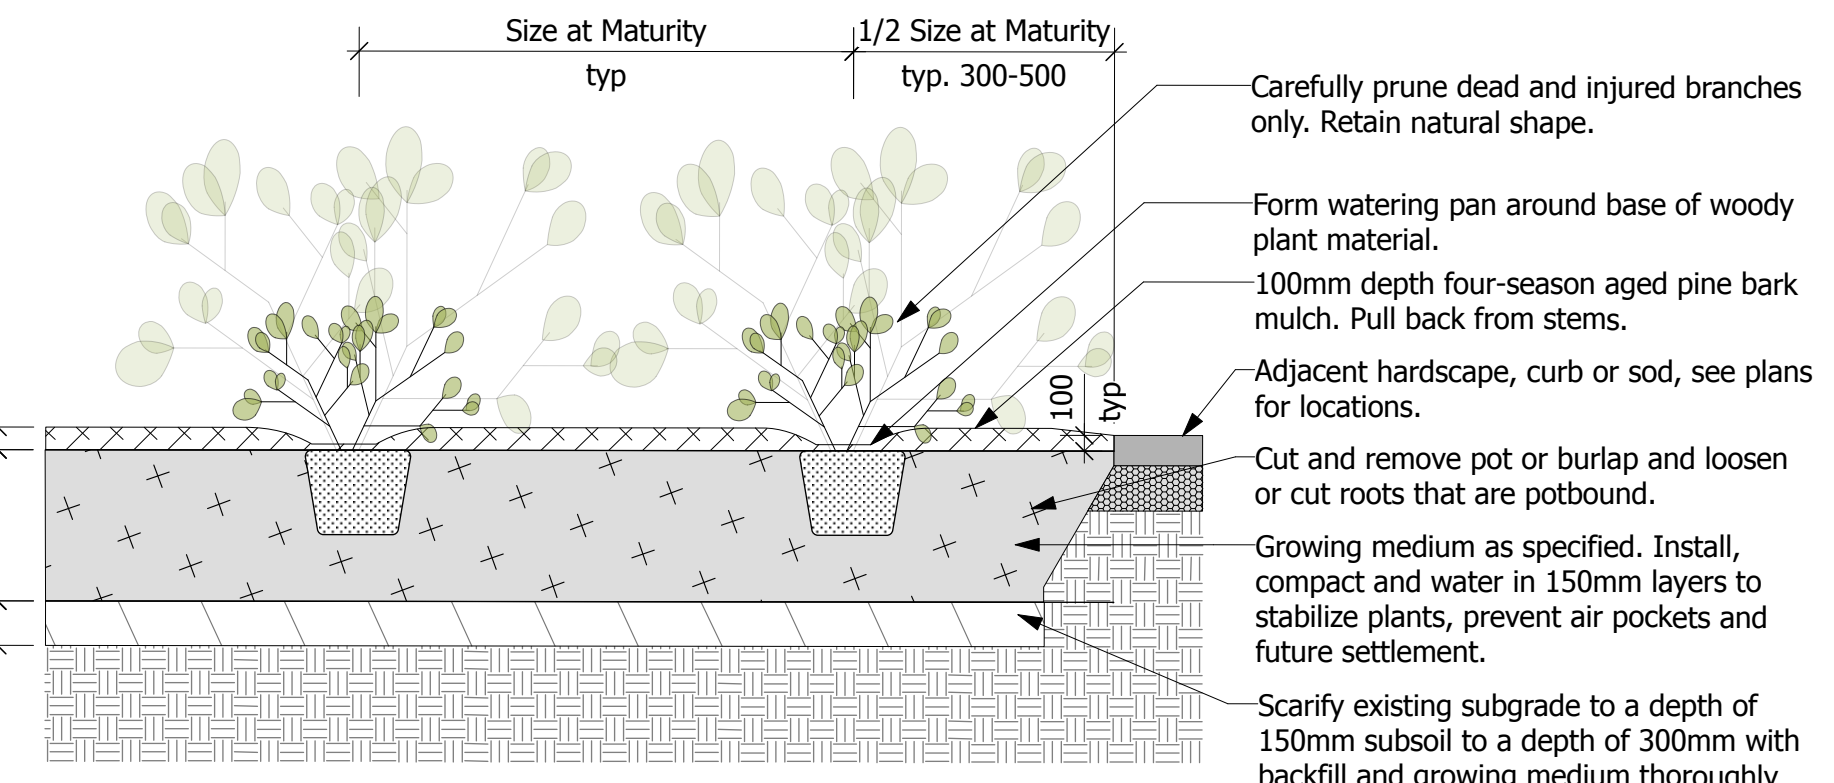 Size at Maturity
typ
1/2 Size at Maturity
typ. 300-500
Carefully prune dead and injured branches
only. Retain natural shape.
Form watering pan around base of woody
plant material.
100mm depth four-season aged pine bark
mulch. Pull back from stems.
100
typ
Adjacent hardscape, curb or sod, see plans
for locations.
Cut and remove pot or burlap and loosen
or cut roots that are potbound.
Growing medium as specified. Install,
compact and water in 150mm layers to
stabilize plants, prevent air pockets and
future settlement.
Scarify existing subgrade to a depth of
150mm subsoil to a depth of 300mm with
backfill and growing medium thoroughly